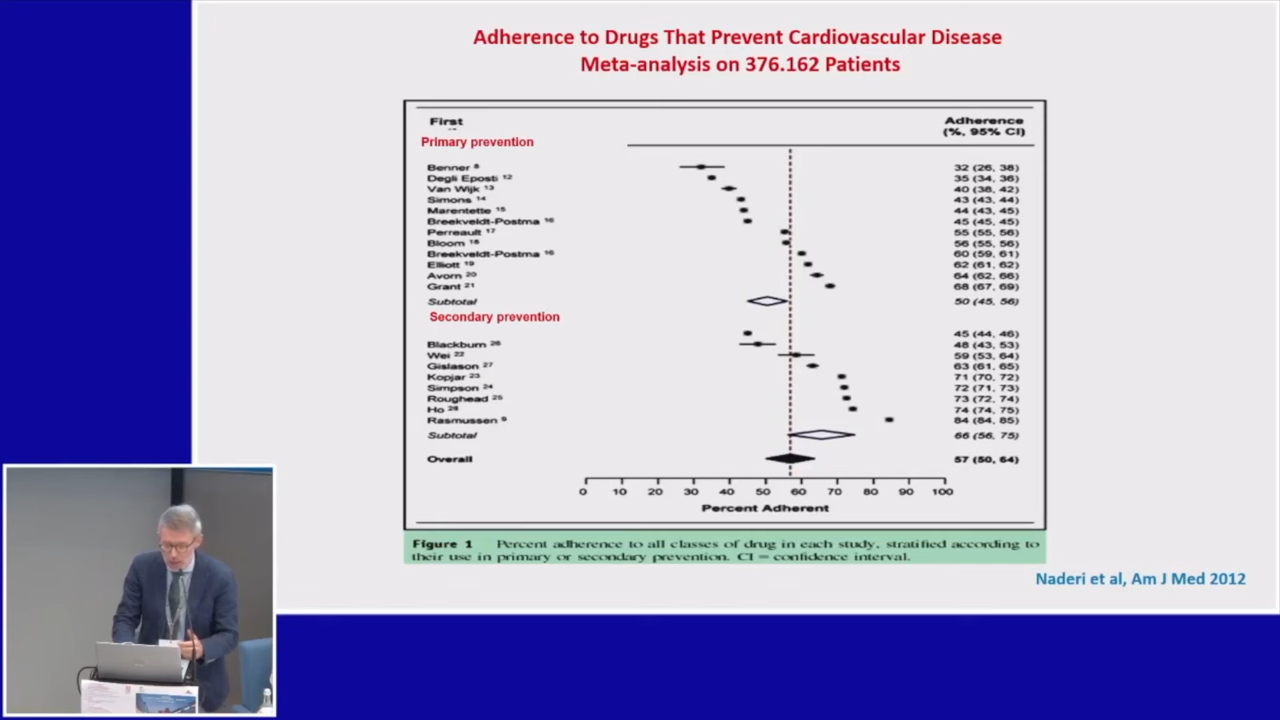 Adherence to Drugs That Prevent Cardiovascular Disease
Meta-analysis on 376.162 Patients
First Adherence
(%, 95% CI)
Primary prevention
Benner 8 32 (26, 38)
Degli Eposti 12 35 (34, 36)
Van Wijk 13 40 (38, 42)
Simons 14 43 (43, 44)
Marentette 15 44 (43, 45)
Breekveldt-Postma 16 45 (45, 45)
Perreault 17 55 (55, 56)
Bloom 18 56 (55, 56)
Breekveldt-Postma 16 60 (59, 61)
Elliott 19 62 (61, 62)
Avorn 20 64 (62, 66)
Grant 21 68 (67, 69)
Subtotal 50 (45, 56)
Secondary prevention
45 (44, 46)
Blackburn 26 48 (43, 53)
Wei 22 59 (53, 64)
Gislason 27 63 (61, 65)
Kopjar 23 71 (70, 72)
Simpson 24 72 (71, 73)
Roughead 25 73 (72, 74)
Ho 28 74 (74, 75)
Rasmussen 9 84 (84, 85)
Subtotal 66 (56, 75)
Overall 57 (50, 64)
0 10 20 30 40 50 60 70 80 90 100
Percent Adherent
Figure 1 Percent adherence to all classes of drug in each study, stratified according to
their use in primary or secondary prevention. CI = confidence interval.
Naderi et al, Am J Med 2012